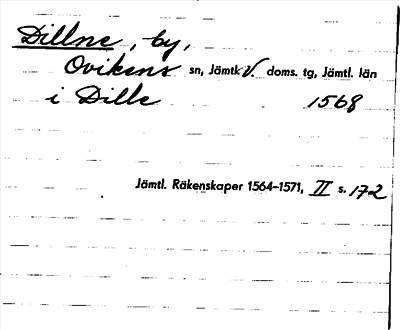 Dillne, by,
Ovikens sn, Jämtl. V. doms. tg, Jämtl. län
i Dille 1568
Jämtl. Räkenskaper 1564–1571, II s. 172